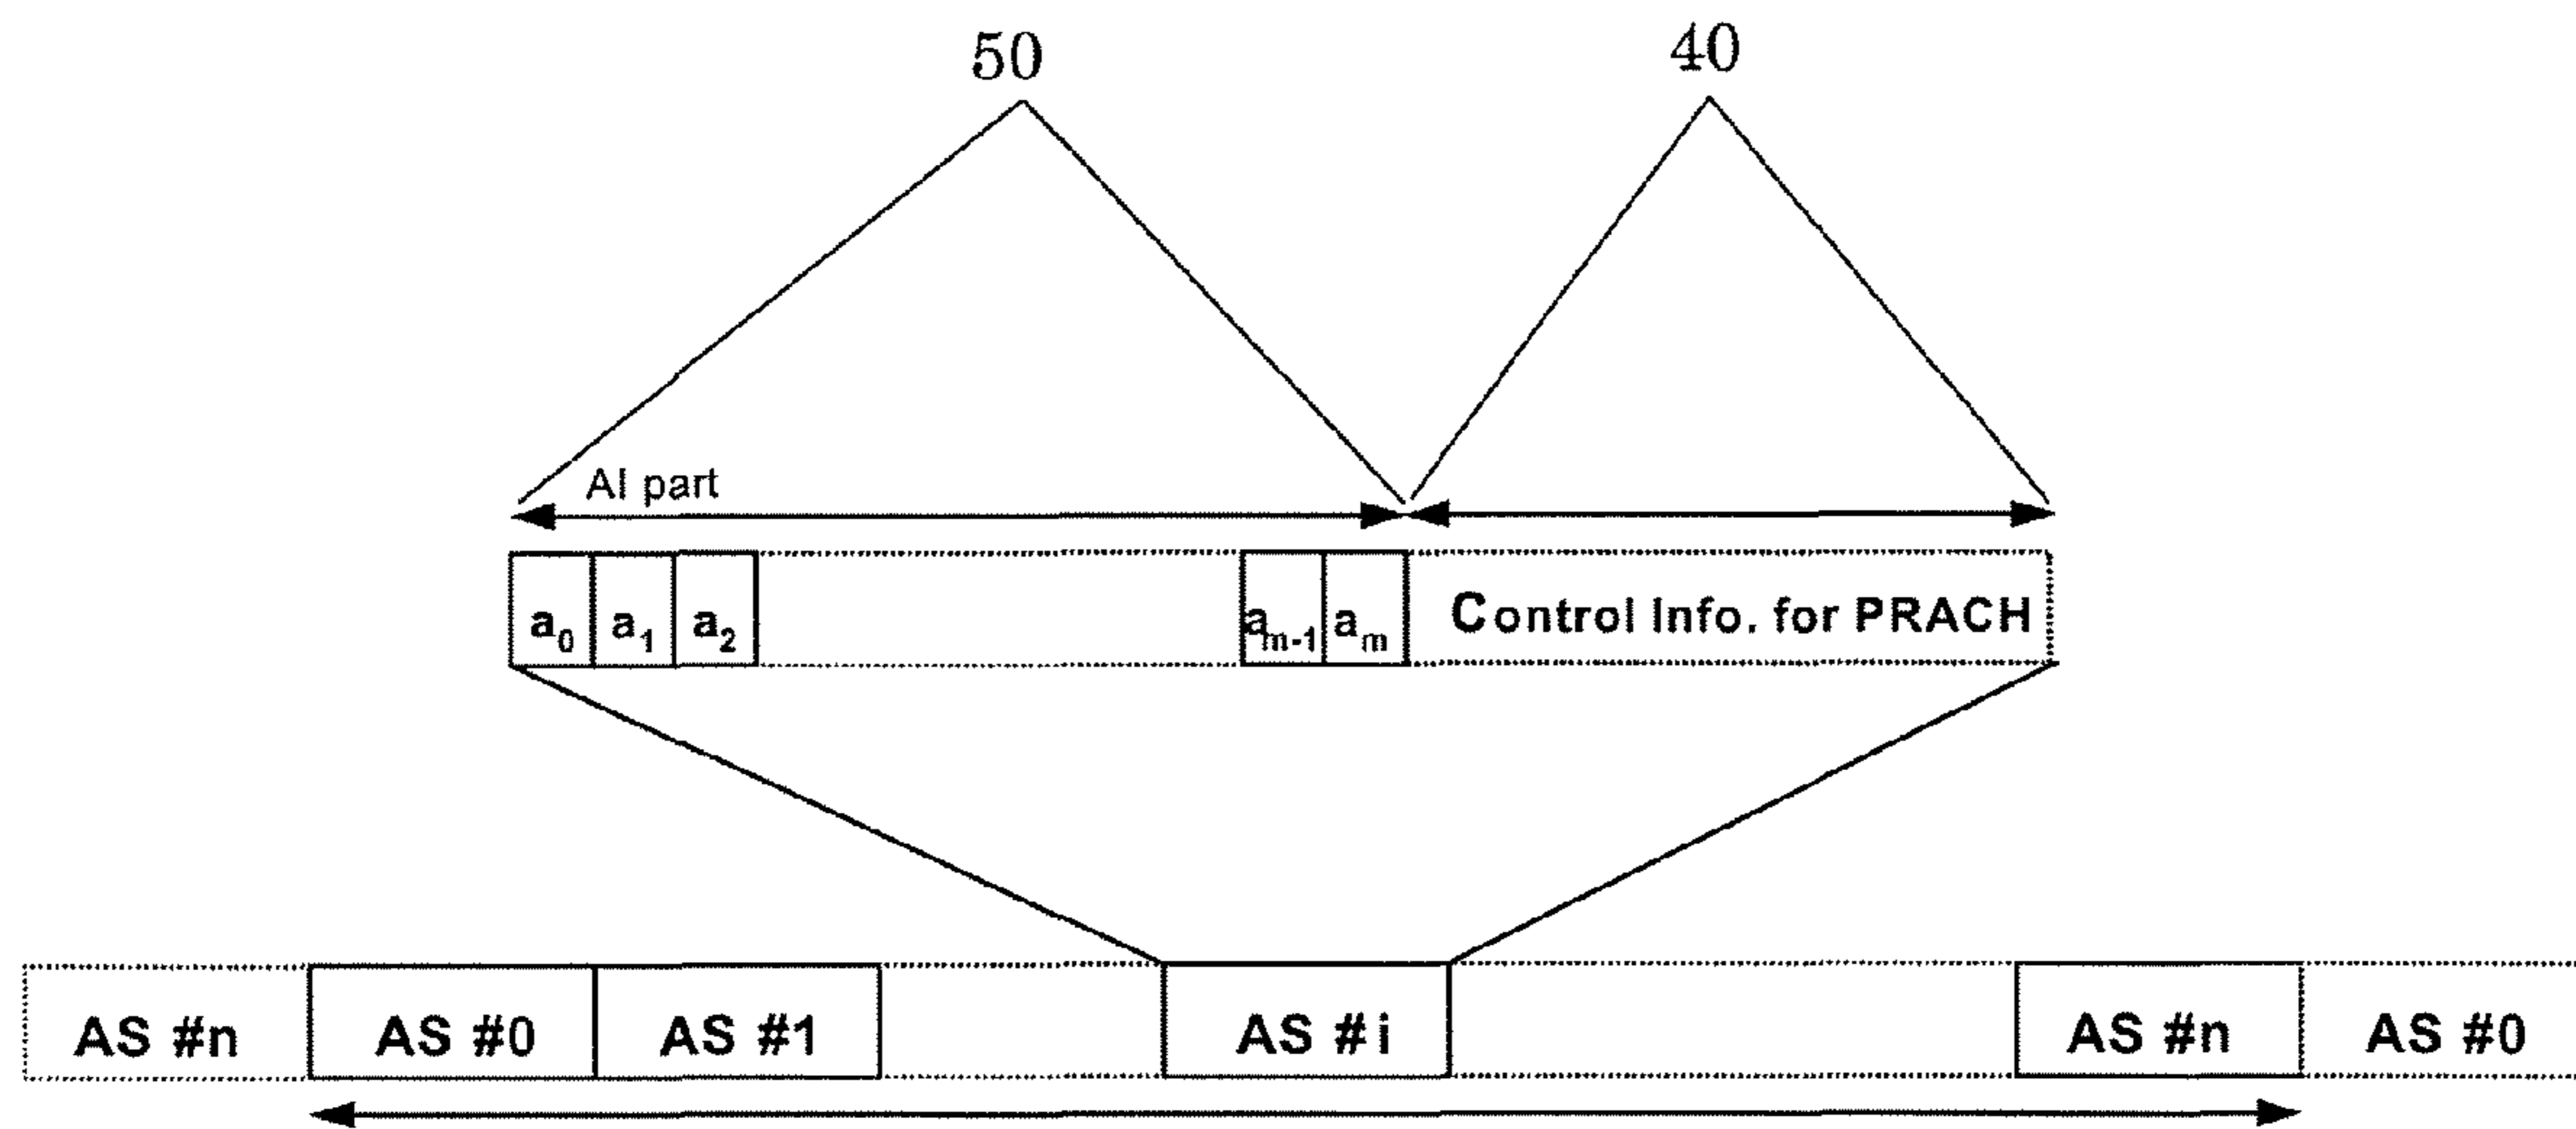 50 40
AI part
a0 a1 a2 am-1 am Control Info. for PRACH
AS #n AS #0 AS #1 AS #i AS #n AS #0